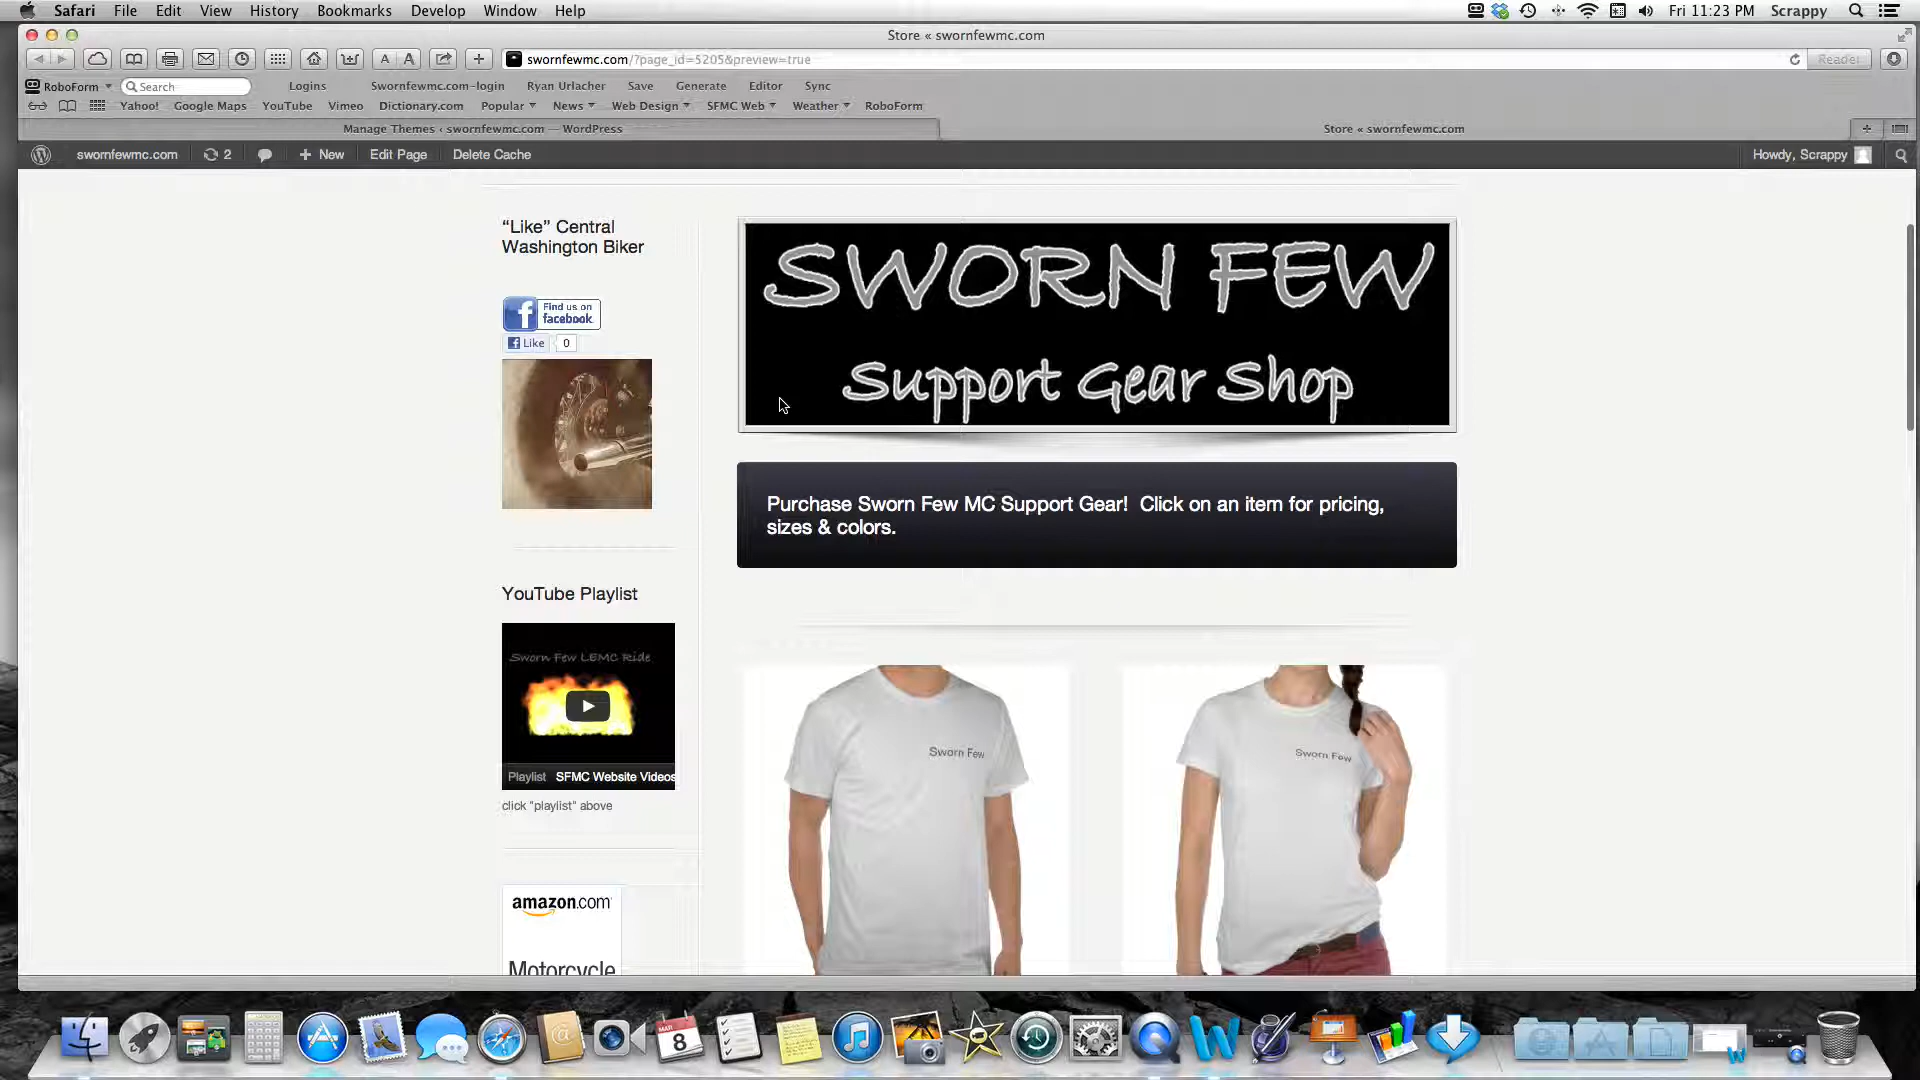 Safari File Edit View History Bookmarks Develop Window Help Fri 11:23 PM Scrappy
Store « swornfewmc.com
A A + swornfewmc.com/?page_id=5205&preview=true Reader
RoboForm Search Logins Swornfewmc.com-login Ryan Urlacher Save Generate Editor Sync
Yahoo! Google Maps YouTube Vimeo Dictionary.com Popular News Web Design SFMC Web Weather RoboForm
Manage Themes ‹ swornfewmc.com — WordPress Store « swornfewmc.com +
swornfewmc.com 2 + New Edit Page Delete Cache Howdy, Scrappy
“Like” Central
Washington Biker
Find us on
facebook.
Like 0
SWORN FEW
Support Gear Shop
Purchase Sworn Few MC Support Gear! Click on an item for pricing,
sizes & colors.
YouTube Playlist
Sworn Few LEMC Ride
Playlist SFMC Website Videos
click "playlist" above
Sworn Few
Sworn Few
amazon.com
Motorcycle
MAR
8